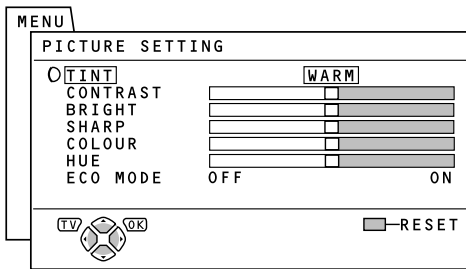 MENU
PICTURE SETTING
TINT WARM
CONTRAST
BRIGHT
SHARP
COLOUR
HUE
ECO MODE OFF ON
TV OK RESET